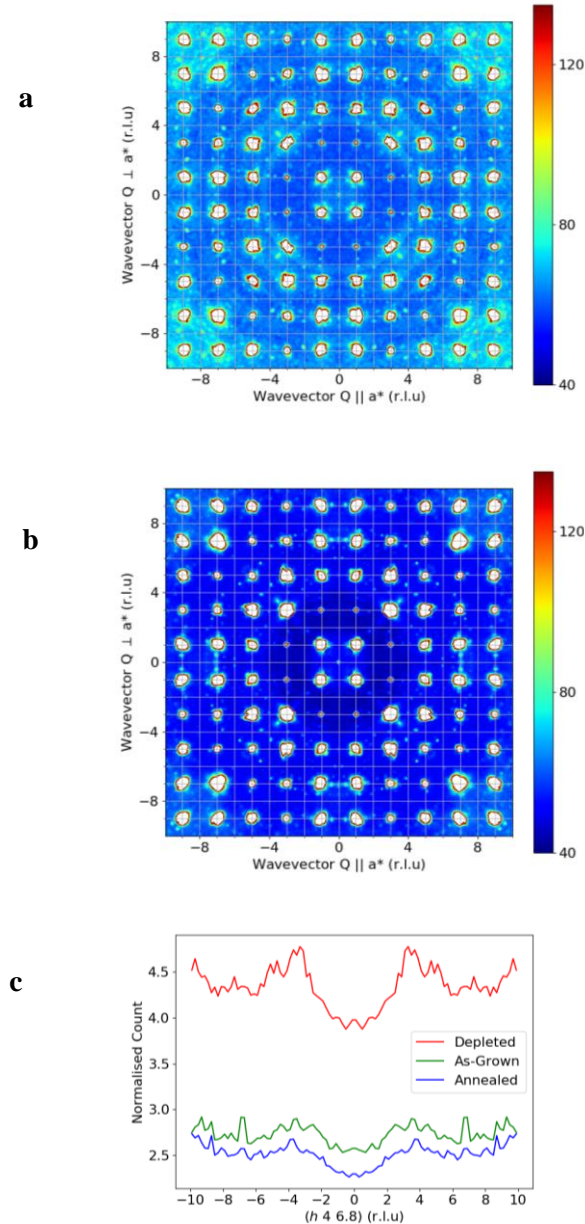 a
8
4
0
−4
−8
Wavevector Q ⊥ a* (r.l.u)
−8 −4 0 4 8
Wavevector Q || a* (r.l.u)
120
80
40
b
8
4
0
−4
−8
Wavevector Q ⊥ a* (r.l.u)
−8 −4 0 4 8
Wavevector Q || a* (r.l.u)
120
80
40
c
4.5
4.0
3.5
3.0
2.5
Normalised Count
Depleted
As-Grown
Annealed
−10 −8 −6 −4 −2 0 2 4 6 8 10
(h 4 6.8) (r.l.u)